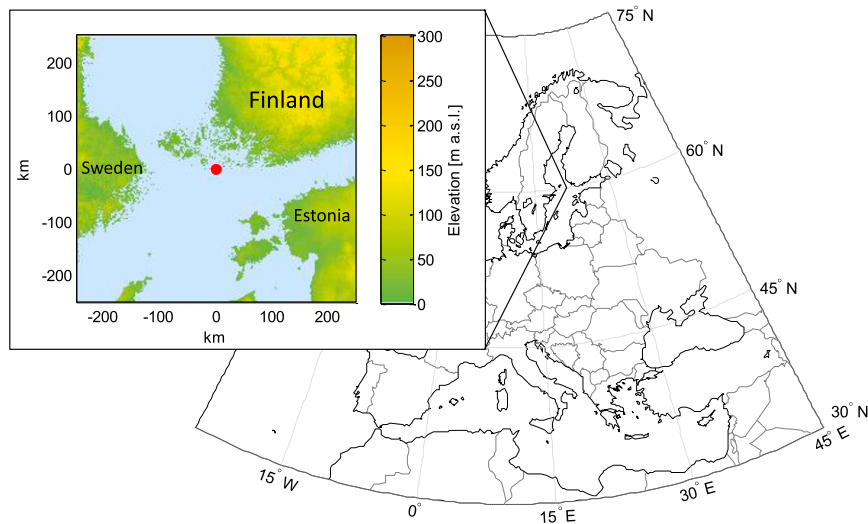 200
100
0
-100
-200
km
-200
-100
0
100
200
km
Finland
Sweden
Estonia
300
250
200
150
100
50
0
Elevation [m a.s.l.]
75° N
60° N
45° N
30° N
45° E
30° E
15° E
0°
15° W